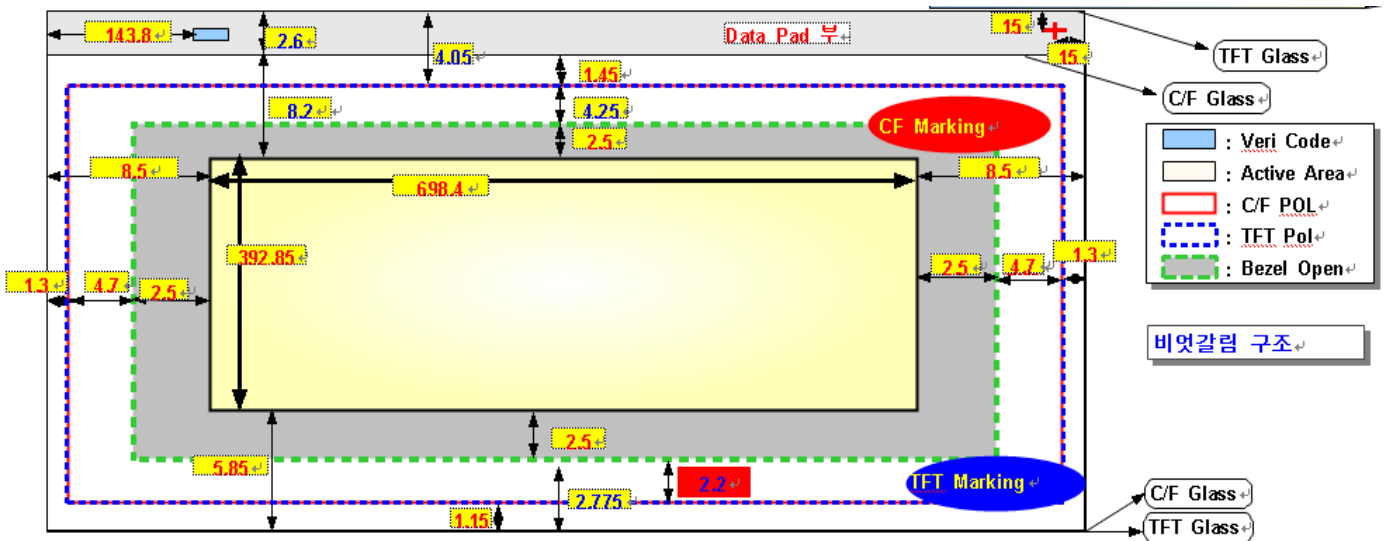 143.8
2.6
4.05
Data Pad 부
15
15
TFT Glass
C/F Glass
1.45
8.2
4.25
CF Marking
2.5
8.5
698.4
8.5
392.85
1.3
4.7
2.5
2.5
4.7
1.3
: Veri Code
: Active Area
: C/F POL
: TFT Pol
: Bezel Open
비엇갈림 구조
2.5
5.85
2.2
TFT Marking
2.775
1.15
C/F Glass
TFT Glass